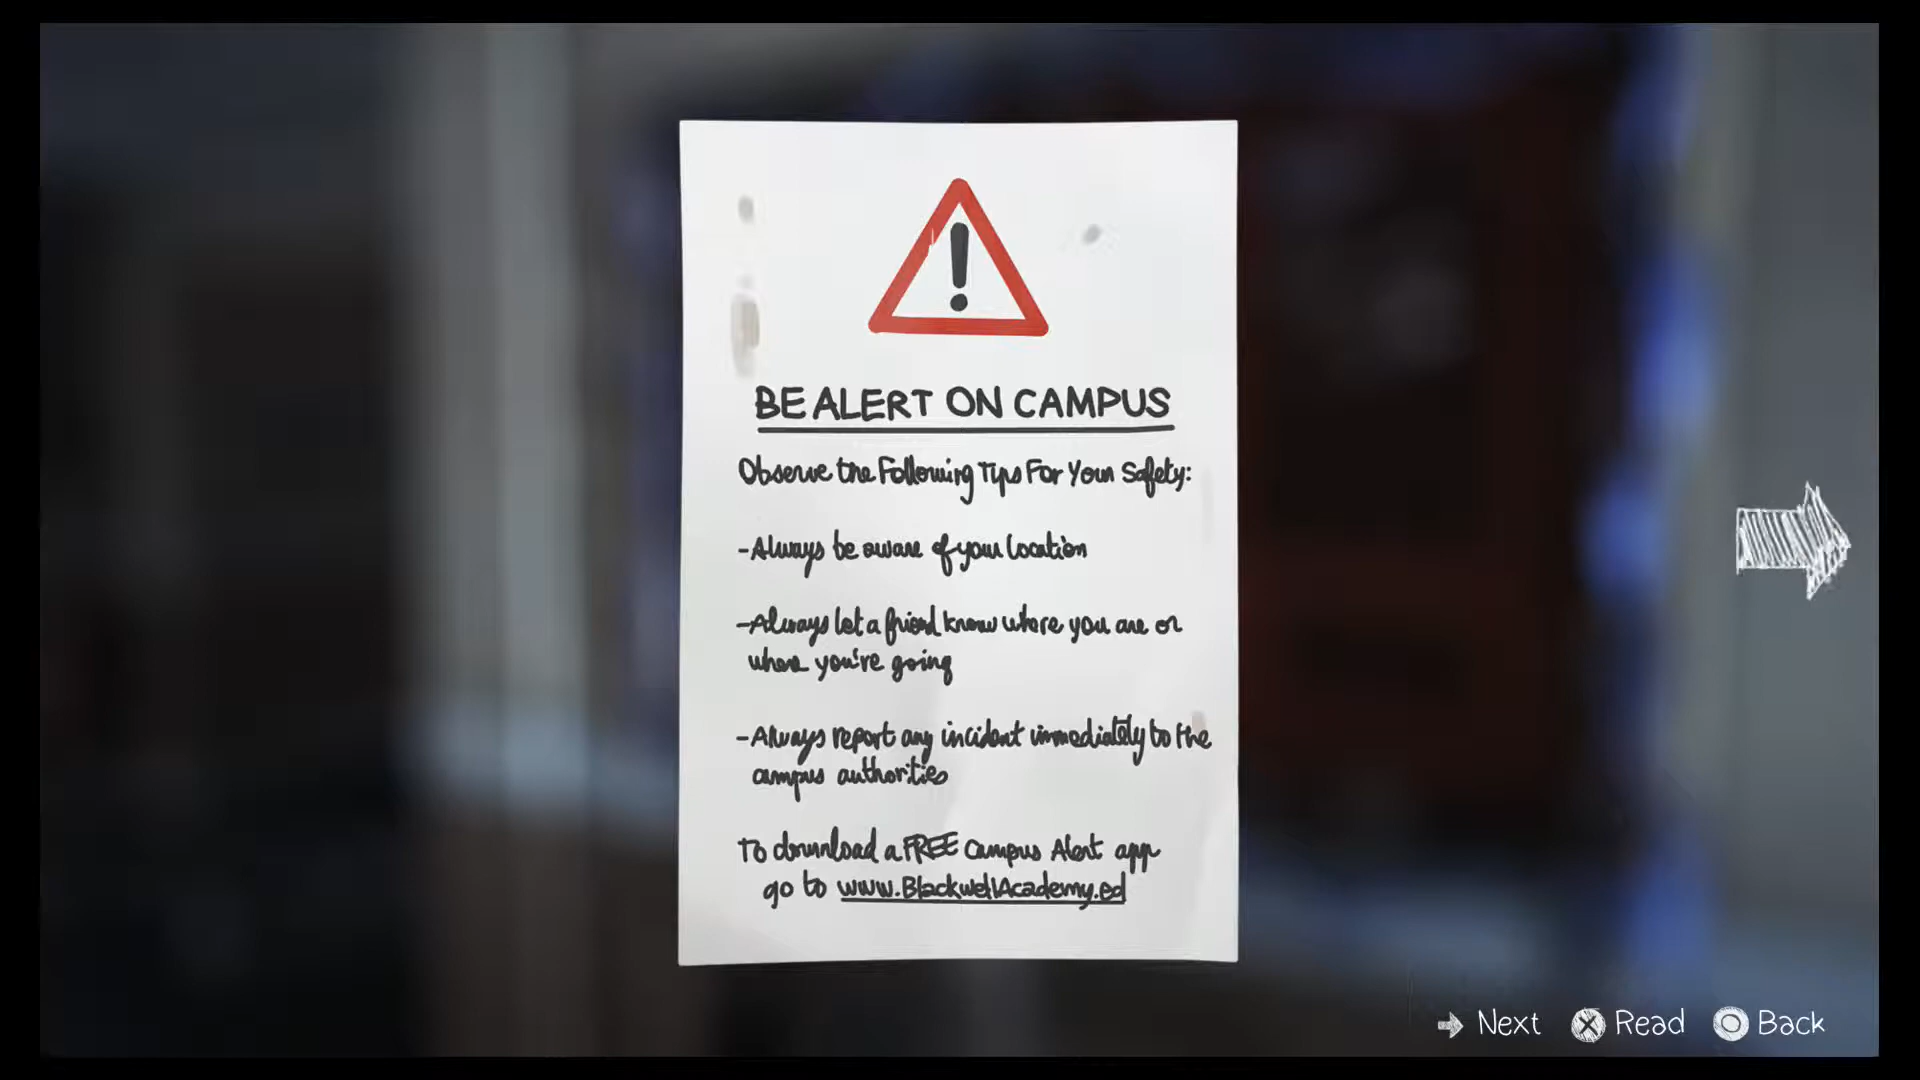 !
BE ALERT ON CAMPUS
Observe the Following Tips For Your Safety:
-Always be aware of your location
-Always let a friend know where you are or
where you're going
-Always report any incident immediately to the
campus authorities
To download a FREE Campus Alert app
go to www.BlackwellAcademy.ed
Next Read Back